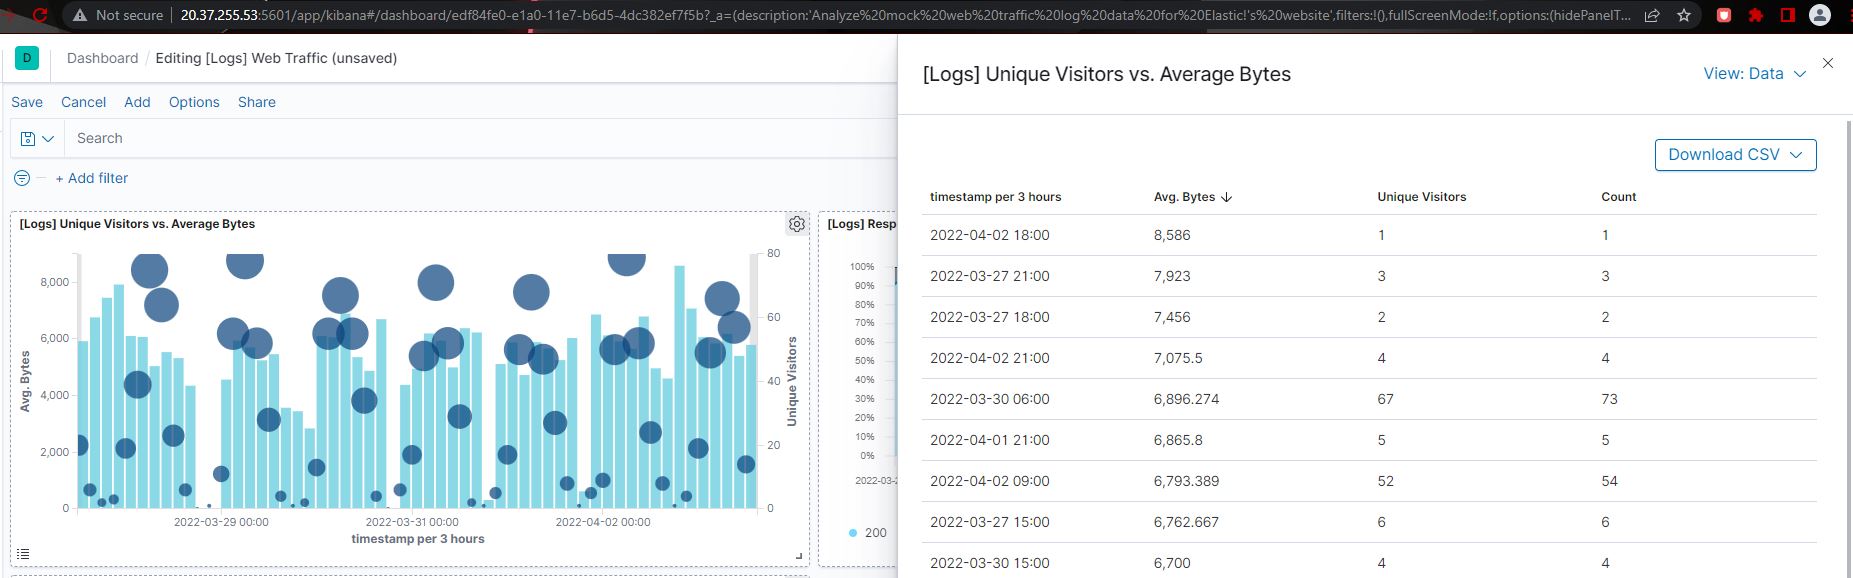 Not secure | 20.37.255.53:5601/app/kibana#/dashboard/edf84fe0-e1a0-11e7-b6d5-4dc382ef7f5b?_a=(description:'Analyze%20mock%20web%20traffic%20log%20data%20for%20Elastic!'s%20website',filters:!(),fullScreenMode:!f,options:(hidePanelT...
D Dashboard / Editing [Logs] Web Traffic (unsaved)
Save Cancel Add Options Share
Search
+ Add filter
[Logs] Unique Visitors vs. Average Bytes
8,000
6,000
4,000
2,000
0
Avg. Bytes
80
60
40
20
0
Unique Visitors
2022-03-29 00:00 2022-03-31 00:00 2022-04-02 00:00
timestamp per 3 hours
[Logs] Resp
100%
90%
80%
70%
60%
50%
40%
30%
20%
10%
0%
2022-03-2
200
[Logs] Unique Visitors vs. Average Bytes
View: Data
Download CSV
timestamp per 3 hours Avg. Bytes Unique Visitors Count
2022-04-02 18:00 8,586 1 1
2022-03-27 21:00 7,923 3 3
2022-03-27 18:00 7,456 2 2
2022-04-02 21:00 7,075.5 4 4
2022-03-30 06:00 6,896.274 67 73
2022-04-01 21:00 6,865.8 5 5
2022-04-02 09:00 6,793.389 52 54
2022-03-27 15:00 6,762.667 6 6
2022-03-30 15:00 6,700 4 4